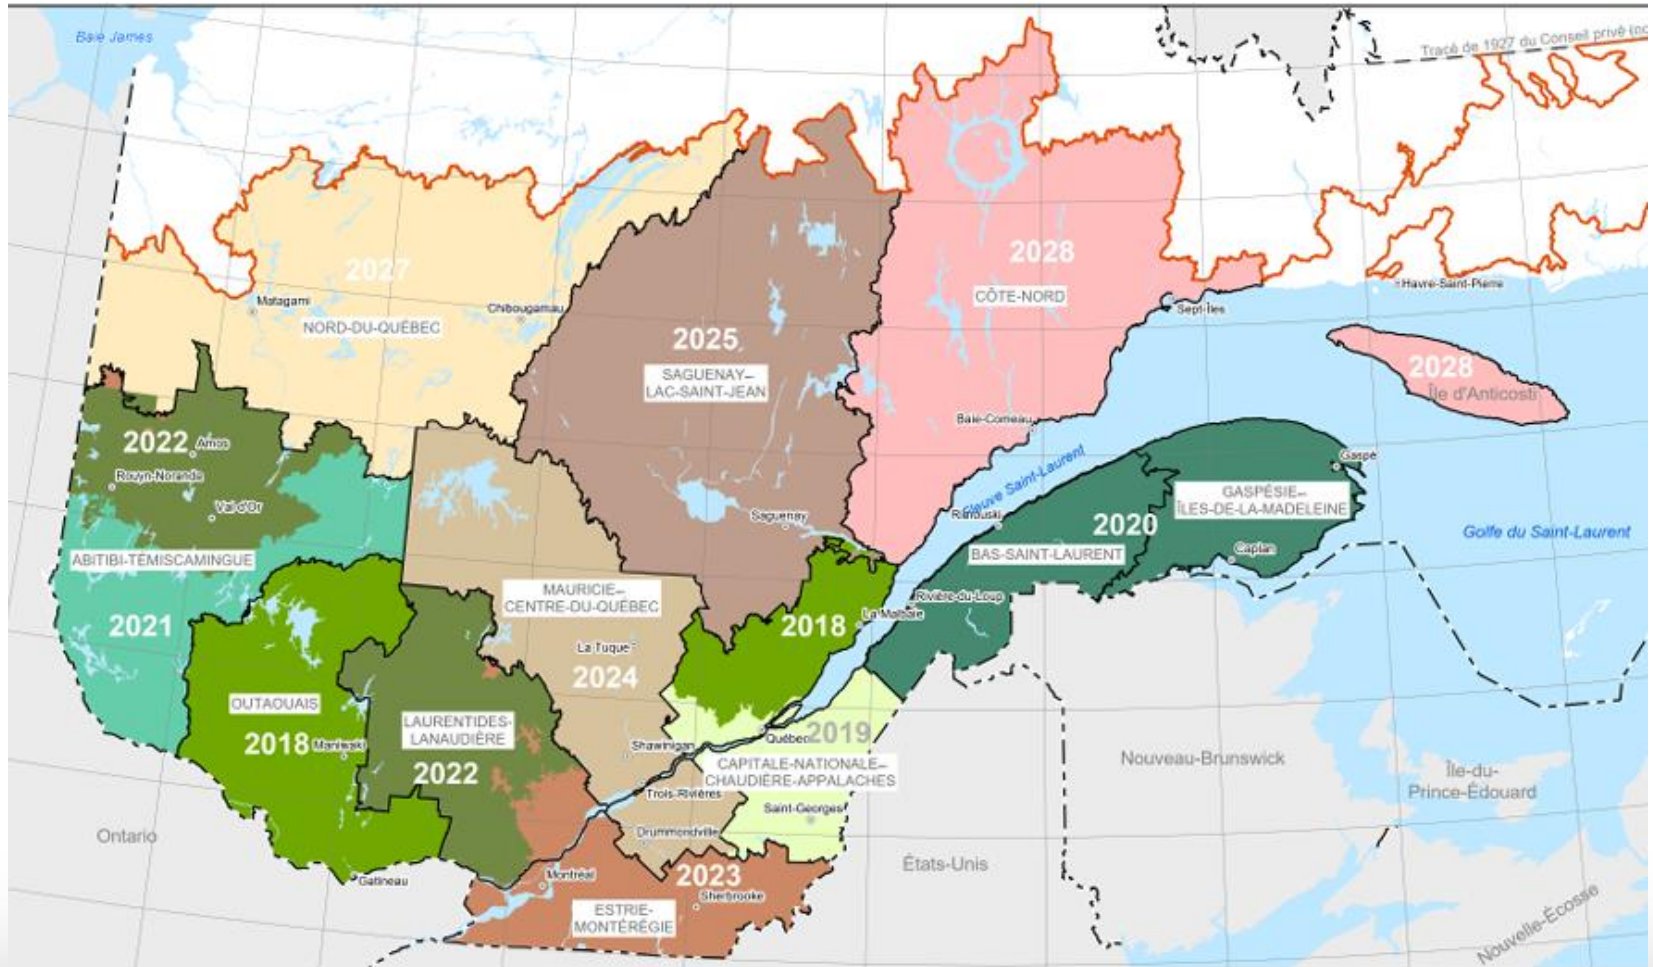 Baie James
Tracé de 1927 du Conseil privé (no
2027
Matagami
NORD-DU-QUÉBEC
Chibougamau
2025
SAGUENAY–
LAC-SAINT-JEAN
2028
CÔTE-NORD
Sept-Îles
Havre-Saint-Pierre
2028
Île d'Anticosti
Baie-Comeau
2022
Amos
Rouyn-Noranda
Val-d'Or
ABITIBI-TÉMISCAMINGUE
2021
Saguenay
Fleuve Saint-Laurent
Rimouski
2020
BAS-SAINT-LAURENT
GASPÉSIE–
ÎLES-DE-LA-MADELEINE
Gaspé
Caplan
Golfe du Saint-Laurent
Rivière-du-Loup
MAURICIE–
CENTRE-DU-QUÉBEC
La Tuque
2024
2018
La Malbaie
OUTAOUAIS
2018
Maniwaki
LAURENTIDES-
LANAUDIÈRE
2022
Shawinigan
Québec
2019
CAPITALE-NATIONALE–
CHAUDIÈRE-APPALACHES
Trois-Rivières
Saint-Georges
Drummondville
Nouveau-Brunswick
Île-du-
Prince-Édouard
Ontario
Gatineau
Montréal
2023
Sherbrooke
ESTRIE-
MONTÉRÉGIE
États-Unis
Nouvelle-Écosse